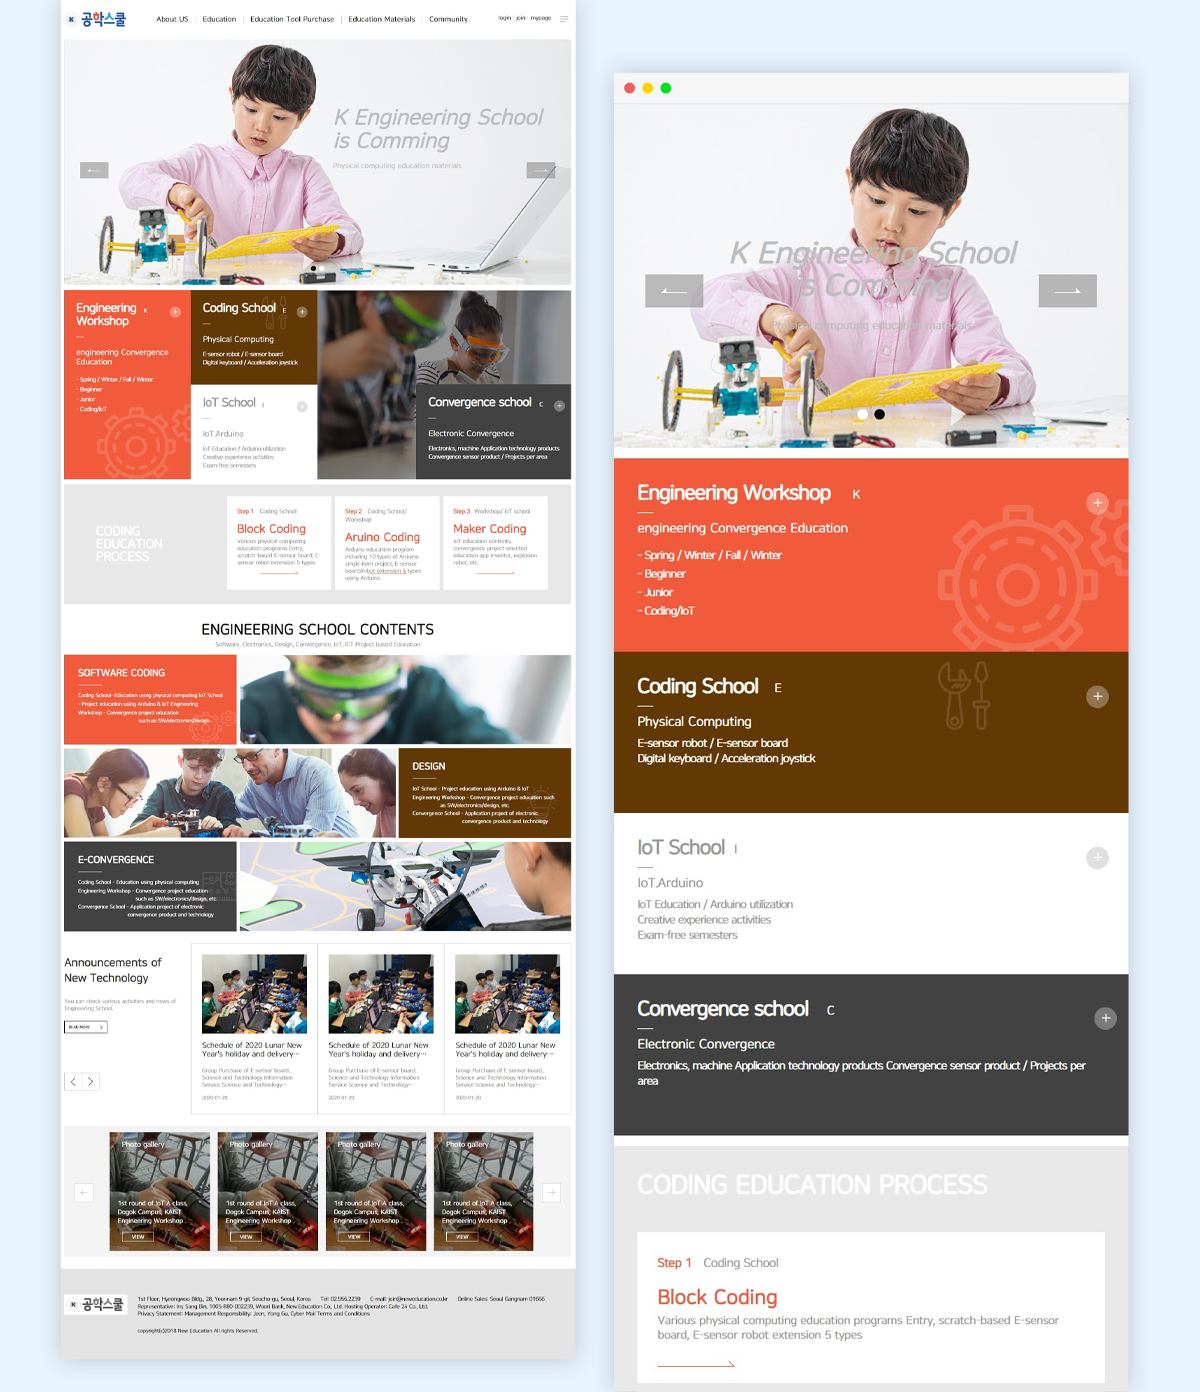 K 공학스쿨
About US
Education
Education Tool Purchase
Education Materials
Community
login
join
mypage
K Engineering School
is Comming
Physical computing education materials
Engineering
Workshop K
engineering Convergence
Education
- Spring / Winter / Fall / Winter
- Beginner
- Junior
- Coding/IoT
Coding School E
Physical Computing
E-sensor robot / E-sensor board
Digital keyboard / Acceleration joystick
IoT School I
IoT.Arduino
IoT Education / Arduino utilization
Creative experience activities
Exam-free semesters
Convergence school C
Electronic Convergence
Electronics, machine Application technology products
Convergence sensor product / Projects per area
CODING
EDUCATION
PROCESS
Step 1 Coding School
Block Coding
Various physical computing
education programs Entry,
scratch-based E-sensor board, E-
sensor robot extension 5 types
Step 2 Coding School/
Workshop
Aruino Coding
Arduino education program
including 10 types of Arduino
single-item project, E-sensor
board/robot extension & types
using Arduino.
Step 3 Workshop/ IoT school
Maker Coding
IoT education contents,
convergence project-oriented
education app inventor, explosion
robot, etc.
ENGINEERING SCHOOL CONTENTS
Software, Electronics, Design, Convergence, IoT, ICT Project based Education
SOFTWARE CODING
Coding School- Education using physical computing IoT School
- Project education using Arduino & IoT Engineering
Workshop - Convergence project education
such as SW/electronics/design
DESIGN
IoT School - Project education using Arduino & IoT
Engineering Workshop - Convergence project education such
as SW/electronics/design, etc.
Convergence School - Application project of electronic
convergence product and technology
E-CONVERGENCE
Coding School - Education using physical computing
Engineering Workshop - Convergence project education
such as SW/electronics/design, etc
Convergence School - Application project of electronic
convergence product and technology
Announcements of
New Technology
You can check various activities and news of
Engineering School.
READ MORE
Schedule of 2020 Lunar New
Year's holiday and delivery···
Group Purchase of E-sensor board,
Science and Technology Information
Service Science and Technology···
2020-01-20
Schedule of 2020 Lunar New
Year's holiday and delivery···
Group Purchase of E-sensor board,
Science and Technology Information
Service Science and Technology···
2020-01-20
Schedule of 2020 Lunar New
Year's holiday and delivery···
Group Purchase of E-sensor board,
Science and Technology Information
Service Science and Technology···
2020-01-20
Photo gallery
1st round of IoT A class,
Dogok Campus, KAIST
Engineering Workshop
VIEW
Photo gallery
1st round of IoT A class,
Dogok Campus, KAIST
Engineering Workshop
VIEW
Photo gallery
1st round of IoT A class,
Dogok Campus, KAIST
Engineering Workshop
VIEW
Photo gallery
1st round of IoT A class,
Dogok Campus, KAIST
Engineering Workshop
VIEW
K 공학스쿨
1st Floor, Hyeongwoo Bldg., 28, Yeonnam 9-gil, Seocho-gu, Seoul, Korea Tel: 02.556.2239 E-mail: join@neweducation.co.kr Online Sales: Seoul Gangnam 01666
Representative: Im, Sang Bin, 1005-880-002239, Woori Bank, New Education Co., Ltd. Hosting Operator: Cafe 24 Co., Ltd.
Privacy Statement: Management Responsibility: Jeon, Yong Gu, Cyber Mall Terms and Conditions
copyright(c)2018 New Education All rights Reserved.
K Engineering School
is Comming
Physical computing education materials
Engineering Workshop K
engineering Convergence Education
- Spring / Winter / Fall / Winter
- Beginner
- Junior
- Coding/IoT
Coding School E
Physical Computing
E-sensor robot / E-sensor board
Digital keyboard / Acceleration joystick
IoT School I
IoT.Arduino
IoT Education / Arduino utilization
Creative experience activities
Exam-free semesters
Convergence school C
Electronic Convergence
Electronics, machine Application technology products Convergence sensor product / Projects per
area
CODING EDUCATION PROCESS
Step 1 Coding School
Block Coding
Various physical computing education programs Entry, scratch-based E-sensor
board, E-sensor robot extension 5 types